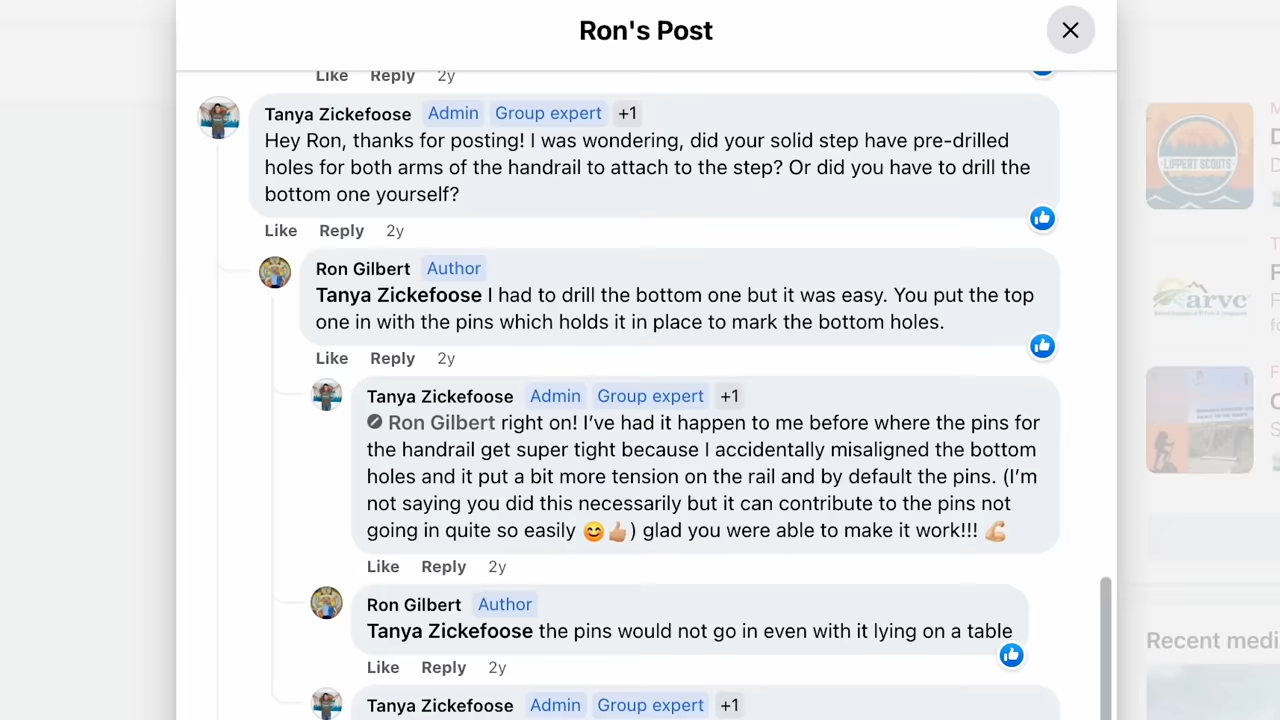 Ron's Post
Like Reply 2y
Tanya Zickefoose Admin Group expert +1
Hey Ron, thanks for posting! I was wondering, did your solid step have pre-drilled
holes for both arms of the handrail to attach to the step? Or did you have to drill the
bottom one yourself?
Like Reply 2y
Ron Gilbert Author
Tanya Zickefoose I had to drill the bottom one but it was easy. You put the top
one in with the pins which holds it in place to mark the bottom holes.
Like Reply 2y
Tanya Zickefoose Admin Group expert +1
Ron Gilbert right on! I’ve had it happen to me before where the pins for
the handrail get super tight because I accidentally misaligned the bottom
holes and it put a bit more tension on the rail and by default the pins. (I’m
not saying you did this necessarily but it can contribute to the pins not
going in quite so easily 😊👍🏼) glad you were able to make it work!!! 💪🏼
Like Reply 2y
Ron Gilbert Author
Tanya Zickefoose the pins would not go in even with it lying on a table
Like Reply 2y
Tanya Zickefoose Admin Group expert +1
LIPPERT SCOUTS
arvc
Recent medi